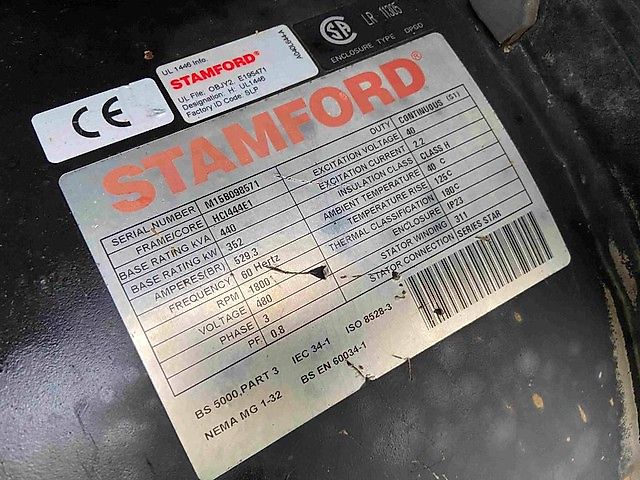 CE
UL 1446 Info.
STAMFORD®
UL File: OBJY2, E195471
Designation: H. UL1446
Factory ID Code: SLP
A040L644-A
LR 11305
ENCLOSURE TYPE OPSO
STAMFORD®
SERIAL NUMBER M15B098571
FRAME/CORE HCI444E1
BASE RATING KVA 440
BASE RATING KW 352
AMPERES(BR) 529.3
FREQUENCY 60 Hertz
RPM 1800
VOLTAGE 480
PHASE 3
PF 0.8
DUTY CONTINUOUS (S1)
EXCITATION VOLTAGE 40
EXCITATION CURRENT 2.2
INSULATION CLASS CLASS H
AMBIENT TEMPERATURE 40 C
TEMPERATURE RISE 125C
THERMAL CLASSIFICATION 180C
ENCLOSURE IP23
STATOR WINDING 311
STATOR CONNECTION SERIES STAR
BS 5000,PART 3 IEC 34-1 ISO 8528-3
NEMA MG 1-32 BS EN 60034-1